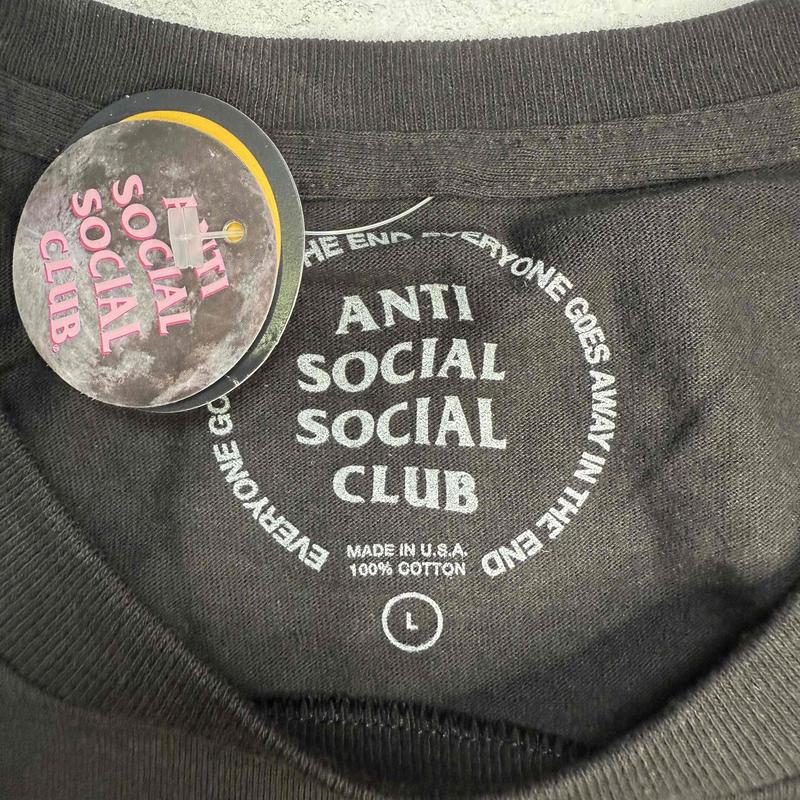 ANTI
SOCIAL
SOCIAL
CLUB®
HE END EVERYONE GOES AWAY IN THE END
EVERYONE GO
ANTI
SOCIAL
SOCIAL
CLUB
MADE IN U.S.A.
100% COTTON
L